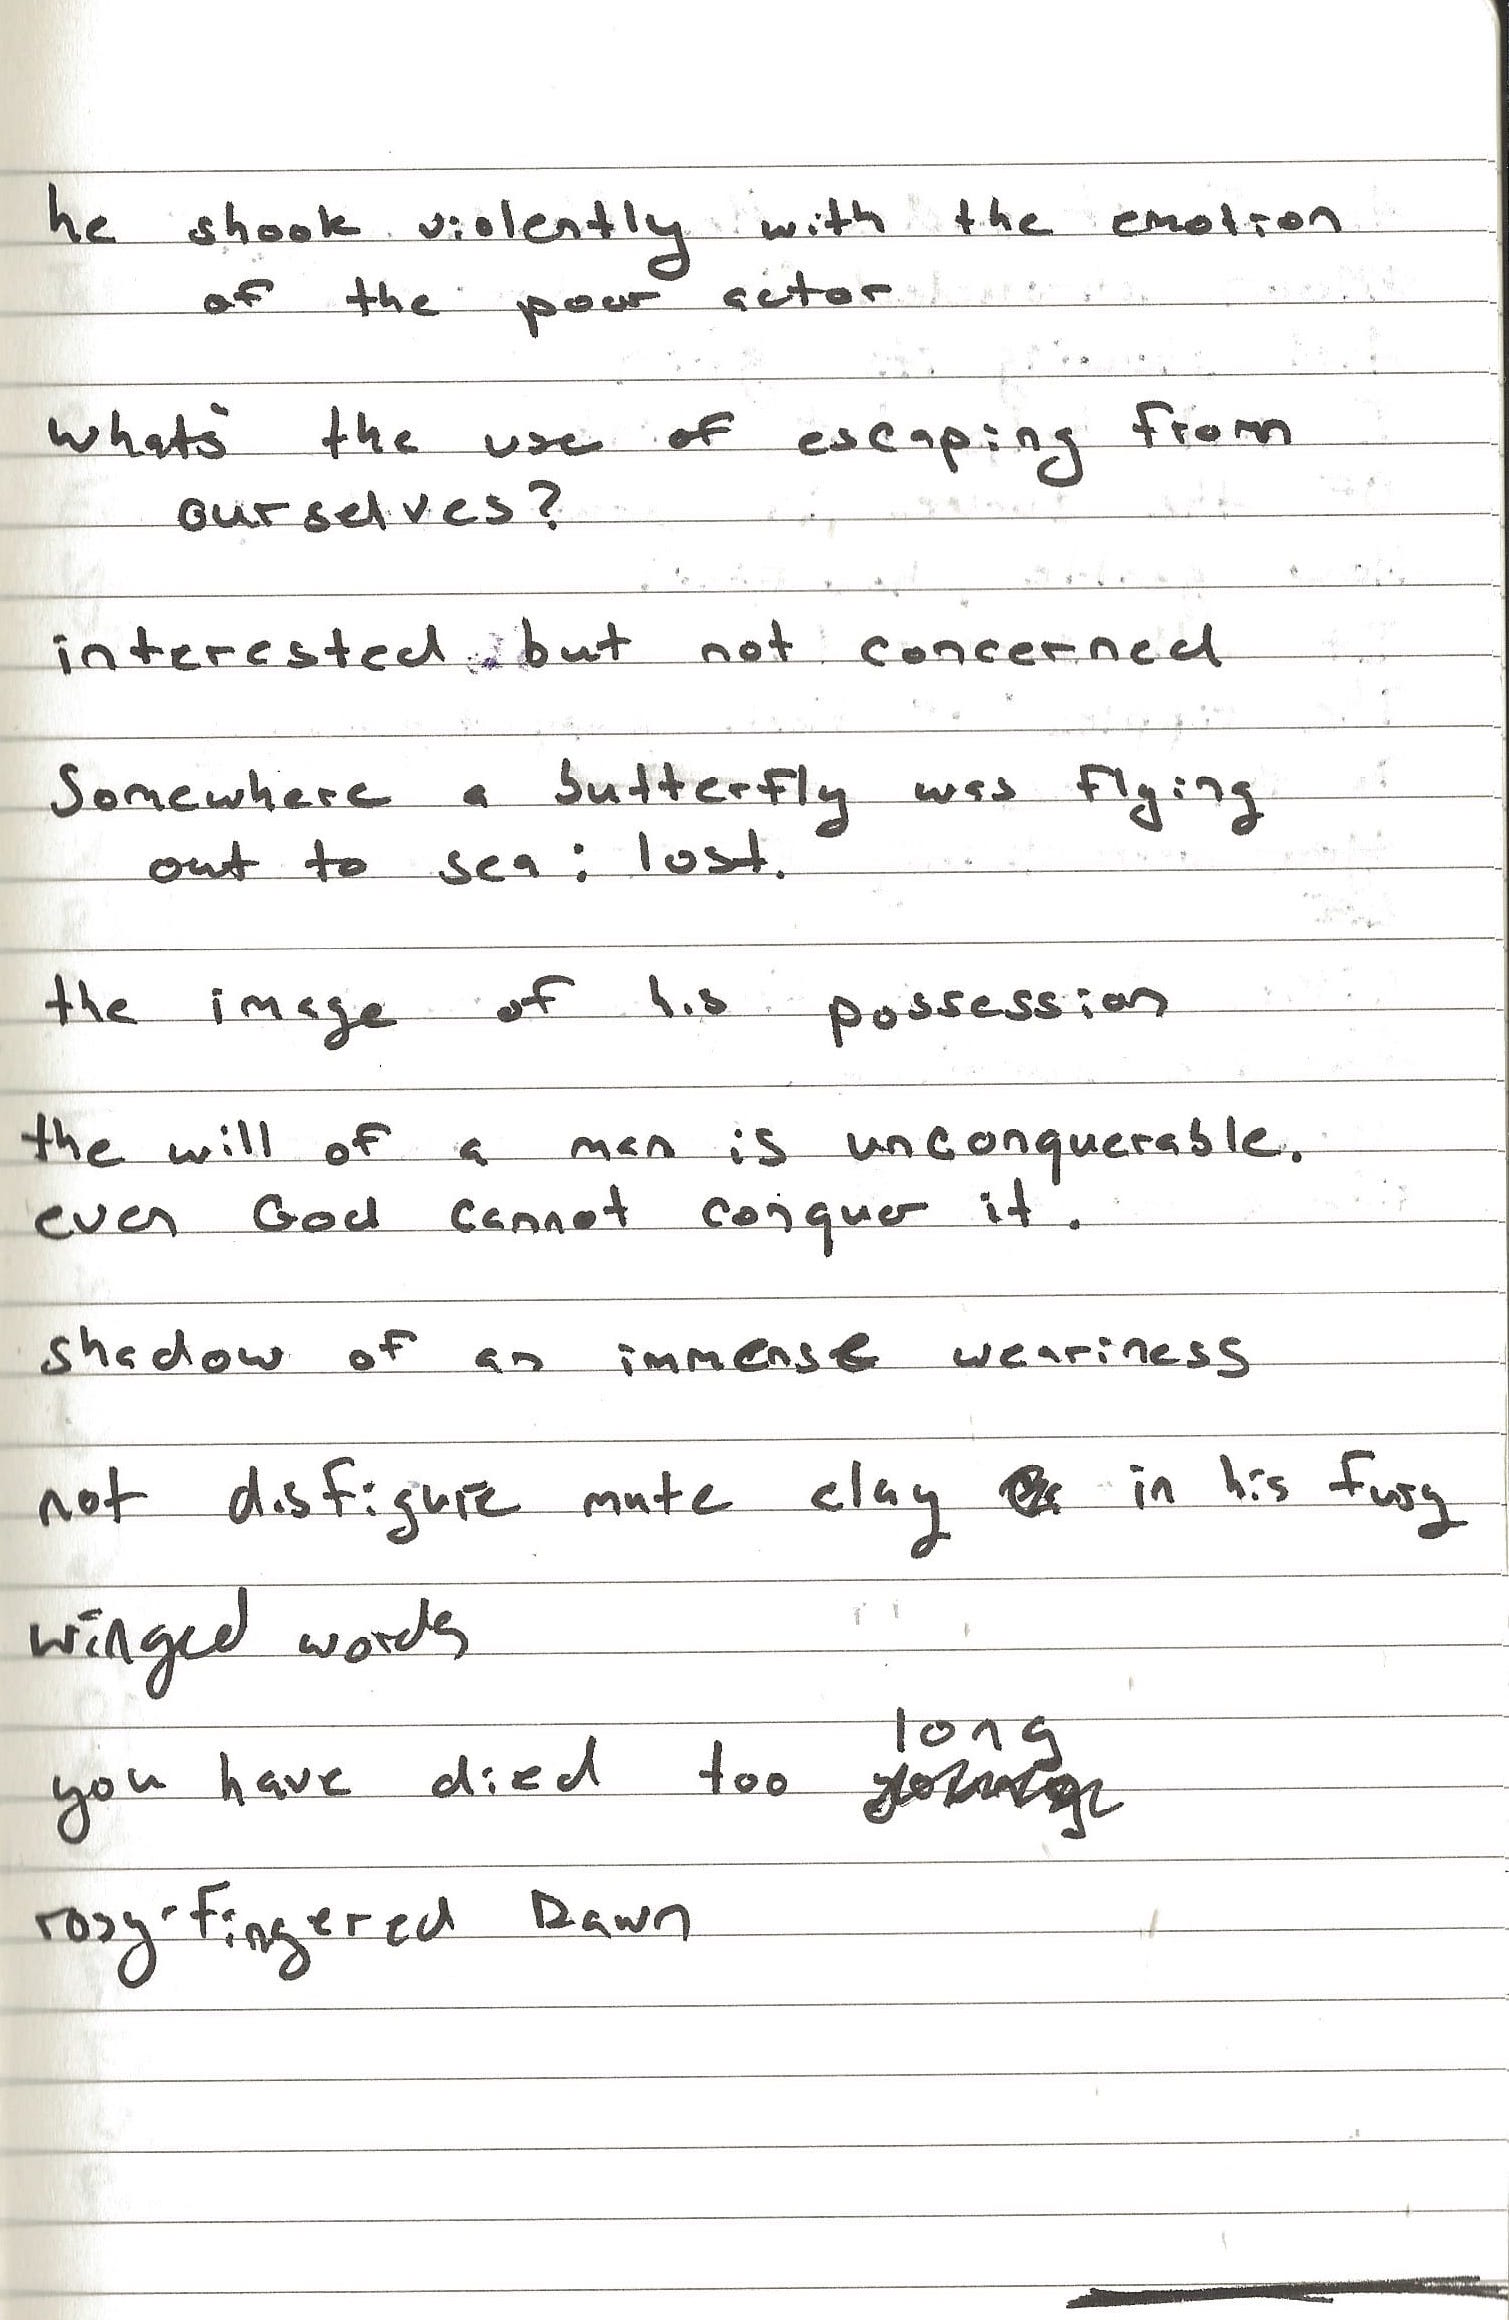 he shook violently with the emotion
of the poor actor
what's the use of escaping from
ourselves?
interested but not concerned
Somewhere a butterfly was flying
out to sea: lost.
the image of his possession
the will of a man is unconquerable.
even God cannot conquer it.
shadow of an immense weariness
not disfigure mute clay in his fury
winged words
long
you have died too
rosy-fingered Dawn